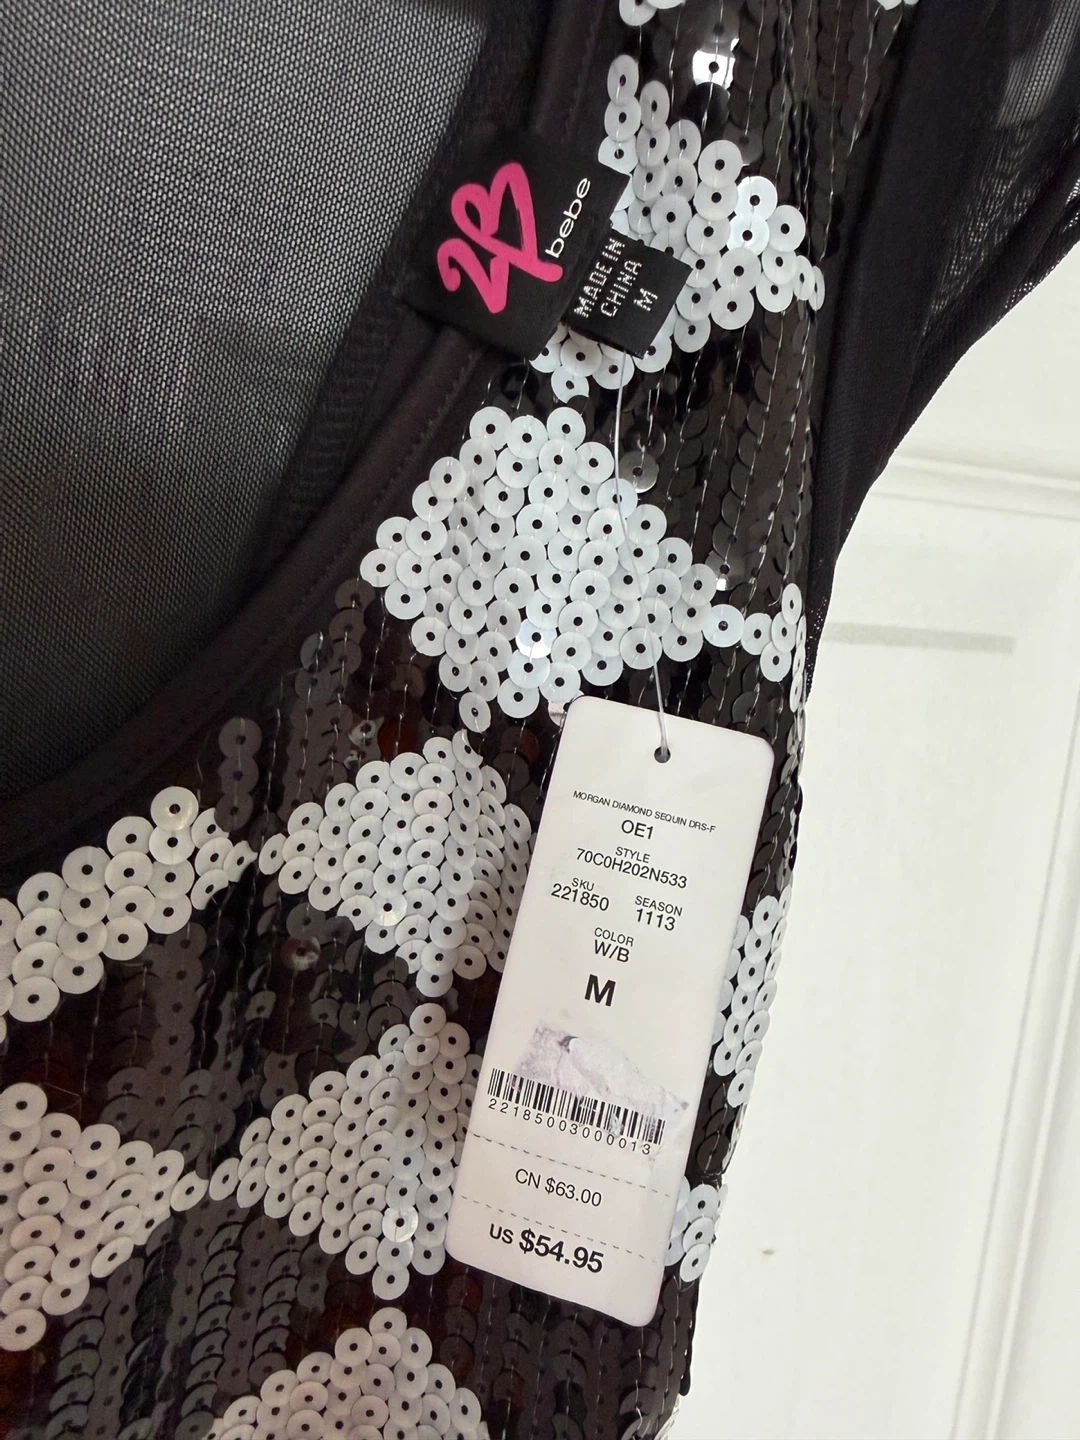 2B
bebe
MADE IN
CHINA
M
MORGAN DIAMOND SEQUIN DRS-F
OE1
STYLE
70C0H202N533
SKU SEASON
221850 1113
COLOR
W/B
M
2218503000013
CN $63.00
US $54.95